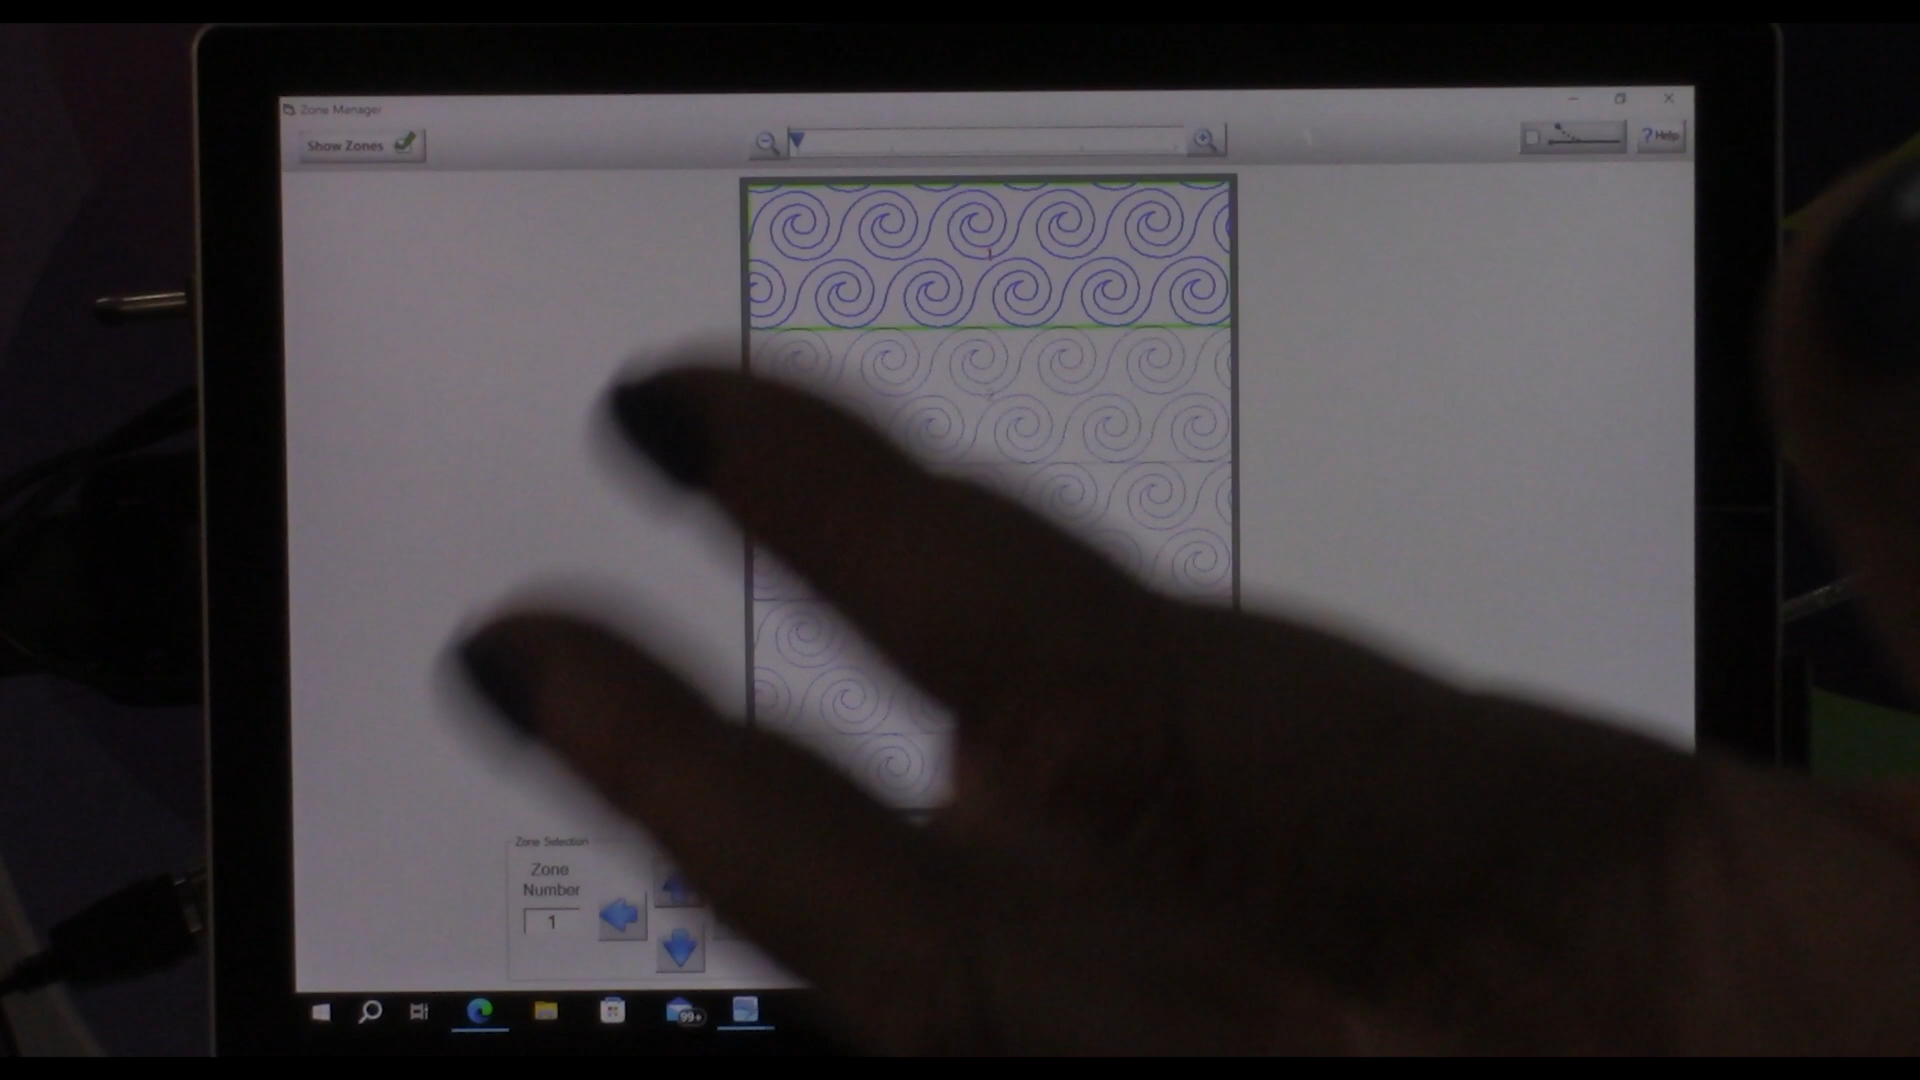 Zone Manager
Show Zones
? Help
Zone Selection
Zone
Number
1
99+